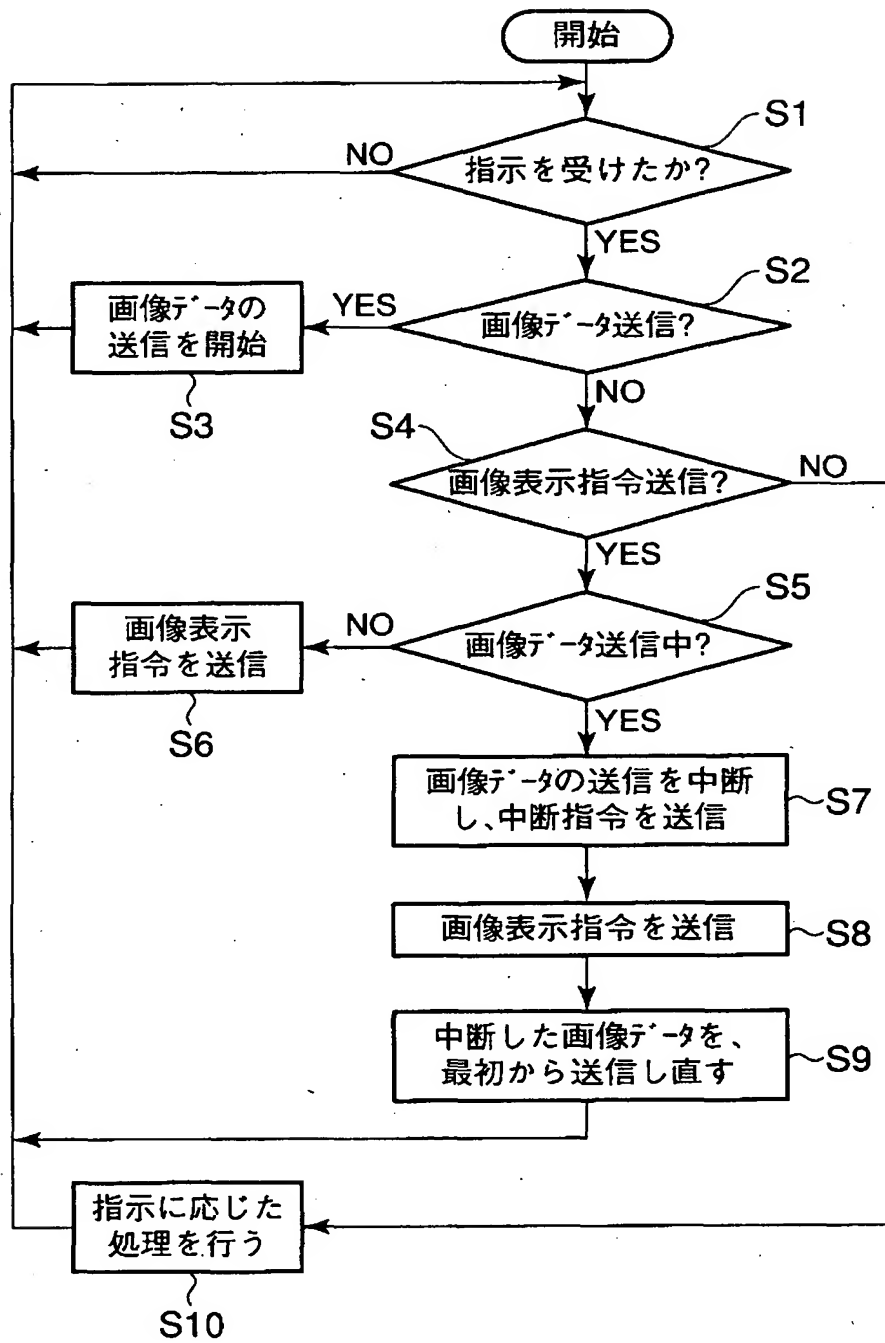 開始
S1
指示を受けたか?
NO
YES
S2
画像データ送信?
YES
画像データの
送信を開始
S3
NO
S4
画像表示指令送信?
NO
YES
S5
画像データ送信中?
NO
画像表示
指令を送信
S6
YES
画像データの送信を中断
し、中断指令を送信
S7
画像表示指令を送信
S8
中断した画像データを、
最初から送信し直す
S9
指示に応じた
処理を行う
S10